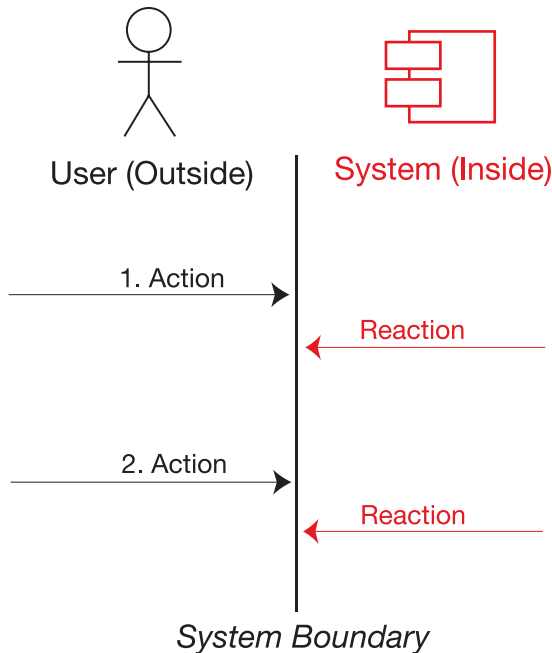 User (Outside)
System (Inside)
1. Action
Reaction
2. Action
Reaction
System Boundary